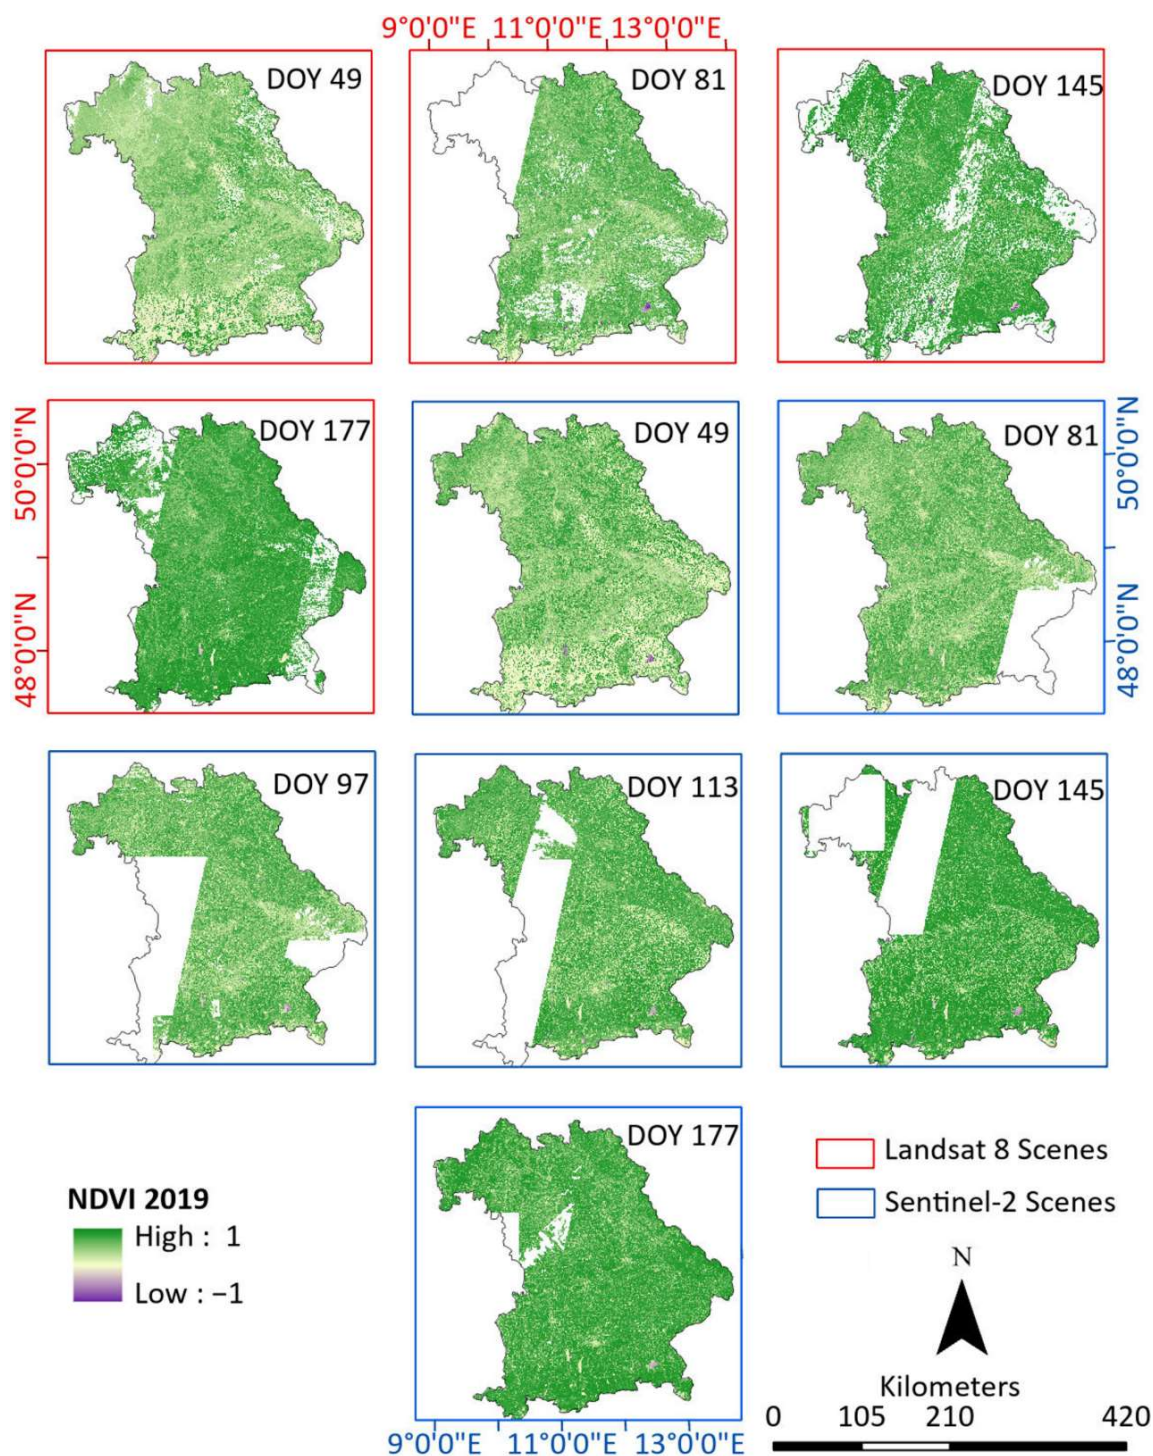 9°0'0"E 11°0'0"E 13°0'0"E
DOY 49
DOY 81
DOY 145
50°0'0"N
48°0'0"N
DOY 177
DOY 49
DOY 81
50°0'0"N
48°0'0"N
DOY 97
DOY 113
DOY 145
DOY 177
9°0'0"E 11°0'0"E 13°0'0"E
NDVI 2019
High : 1
Low : −1
Landsat 8 Scenes
Sentinel-2 Scenes
N
Kilometers
0 105 210 420